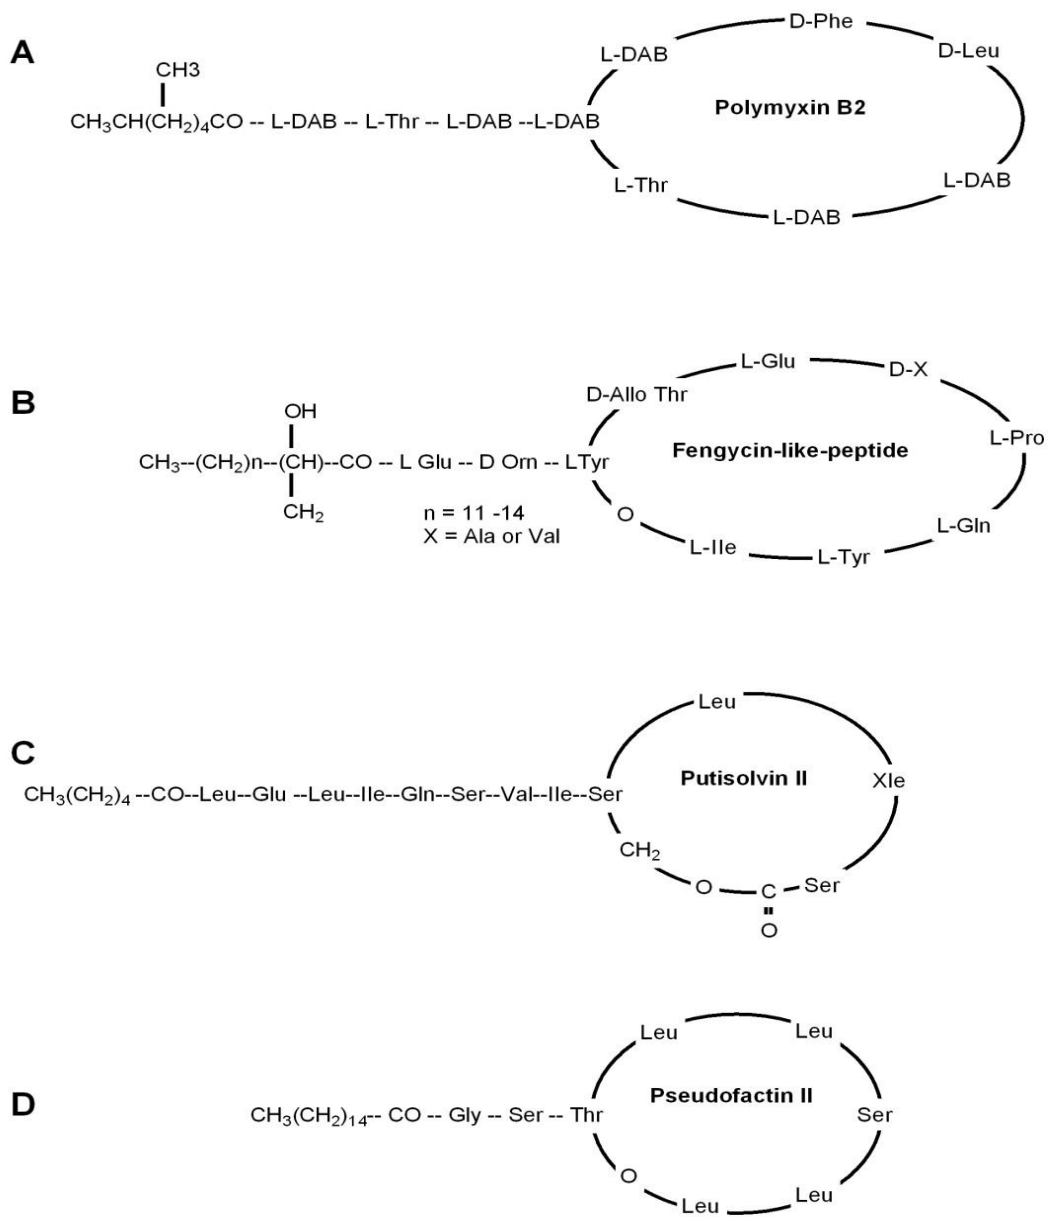 A
CH3
CH₃CH(CH₂)₄CO -- L-DAB -- L-Thr -- L-DAB --L-DAB
L-DAB
D-Phe
D-Leu
Polymyxin B2
L-DAB
L-DAB
L-Thr
B
OH
CH₃--(CH₂)n--(CH)--CO -- L Glu -- D Orn -- LTyr
CH₂
n = 11 -14
X = Ala or Val
D-Allo Thr
L-Glu
D-X
L-Pro
Fengycin-like-peptide
L-Gln
L-Tyr
L-Ile
O
C
CH₃(CH₂)₄ --CO--Leu--Glu --Leu--Ile--Gln--Ser--Val--Ile--Ser
Leu
Putisolvin II
Xle
CH₂
O
C
Ser
O
D
CH₃(CH₂)₁₄-- CO -- Gly -- Ser -- Thr
Leu
Leu
Pseudofactin II
Ser
O
Leu
Leu